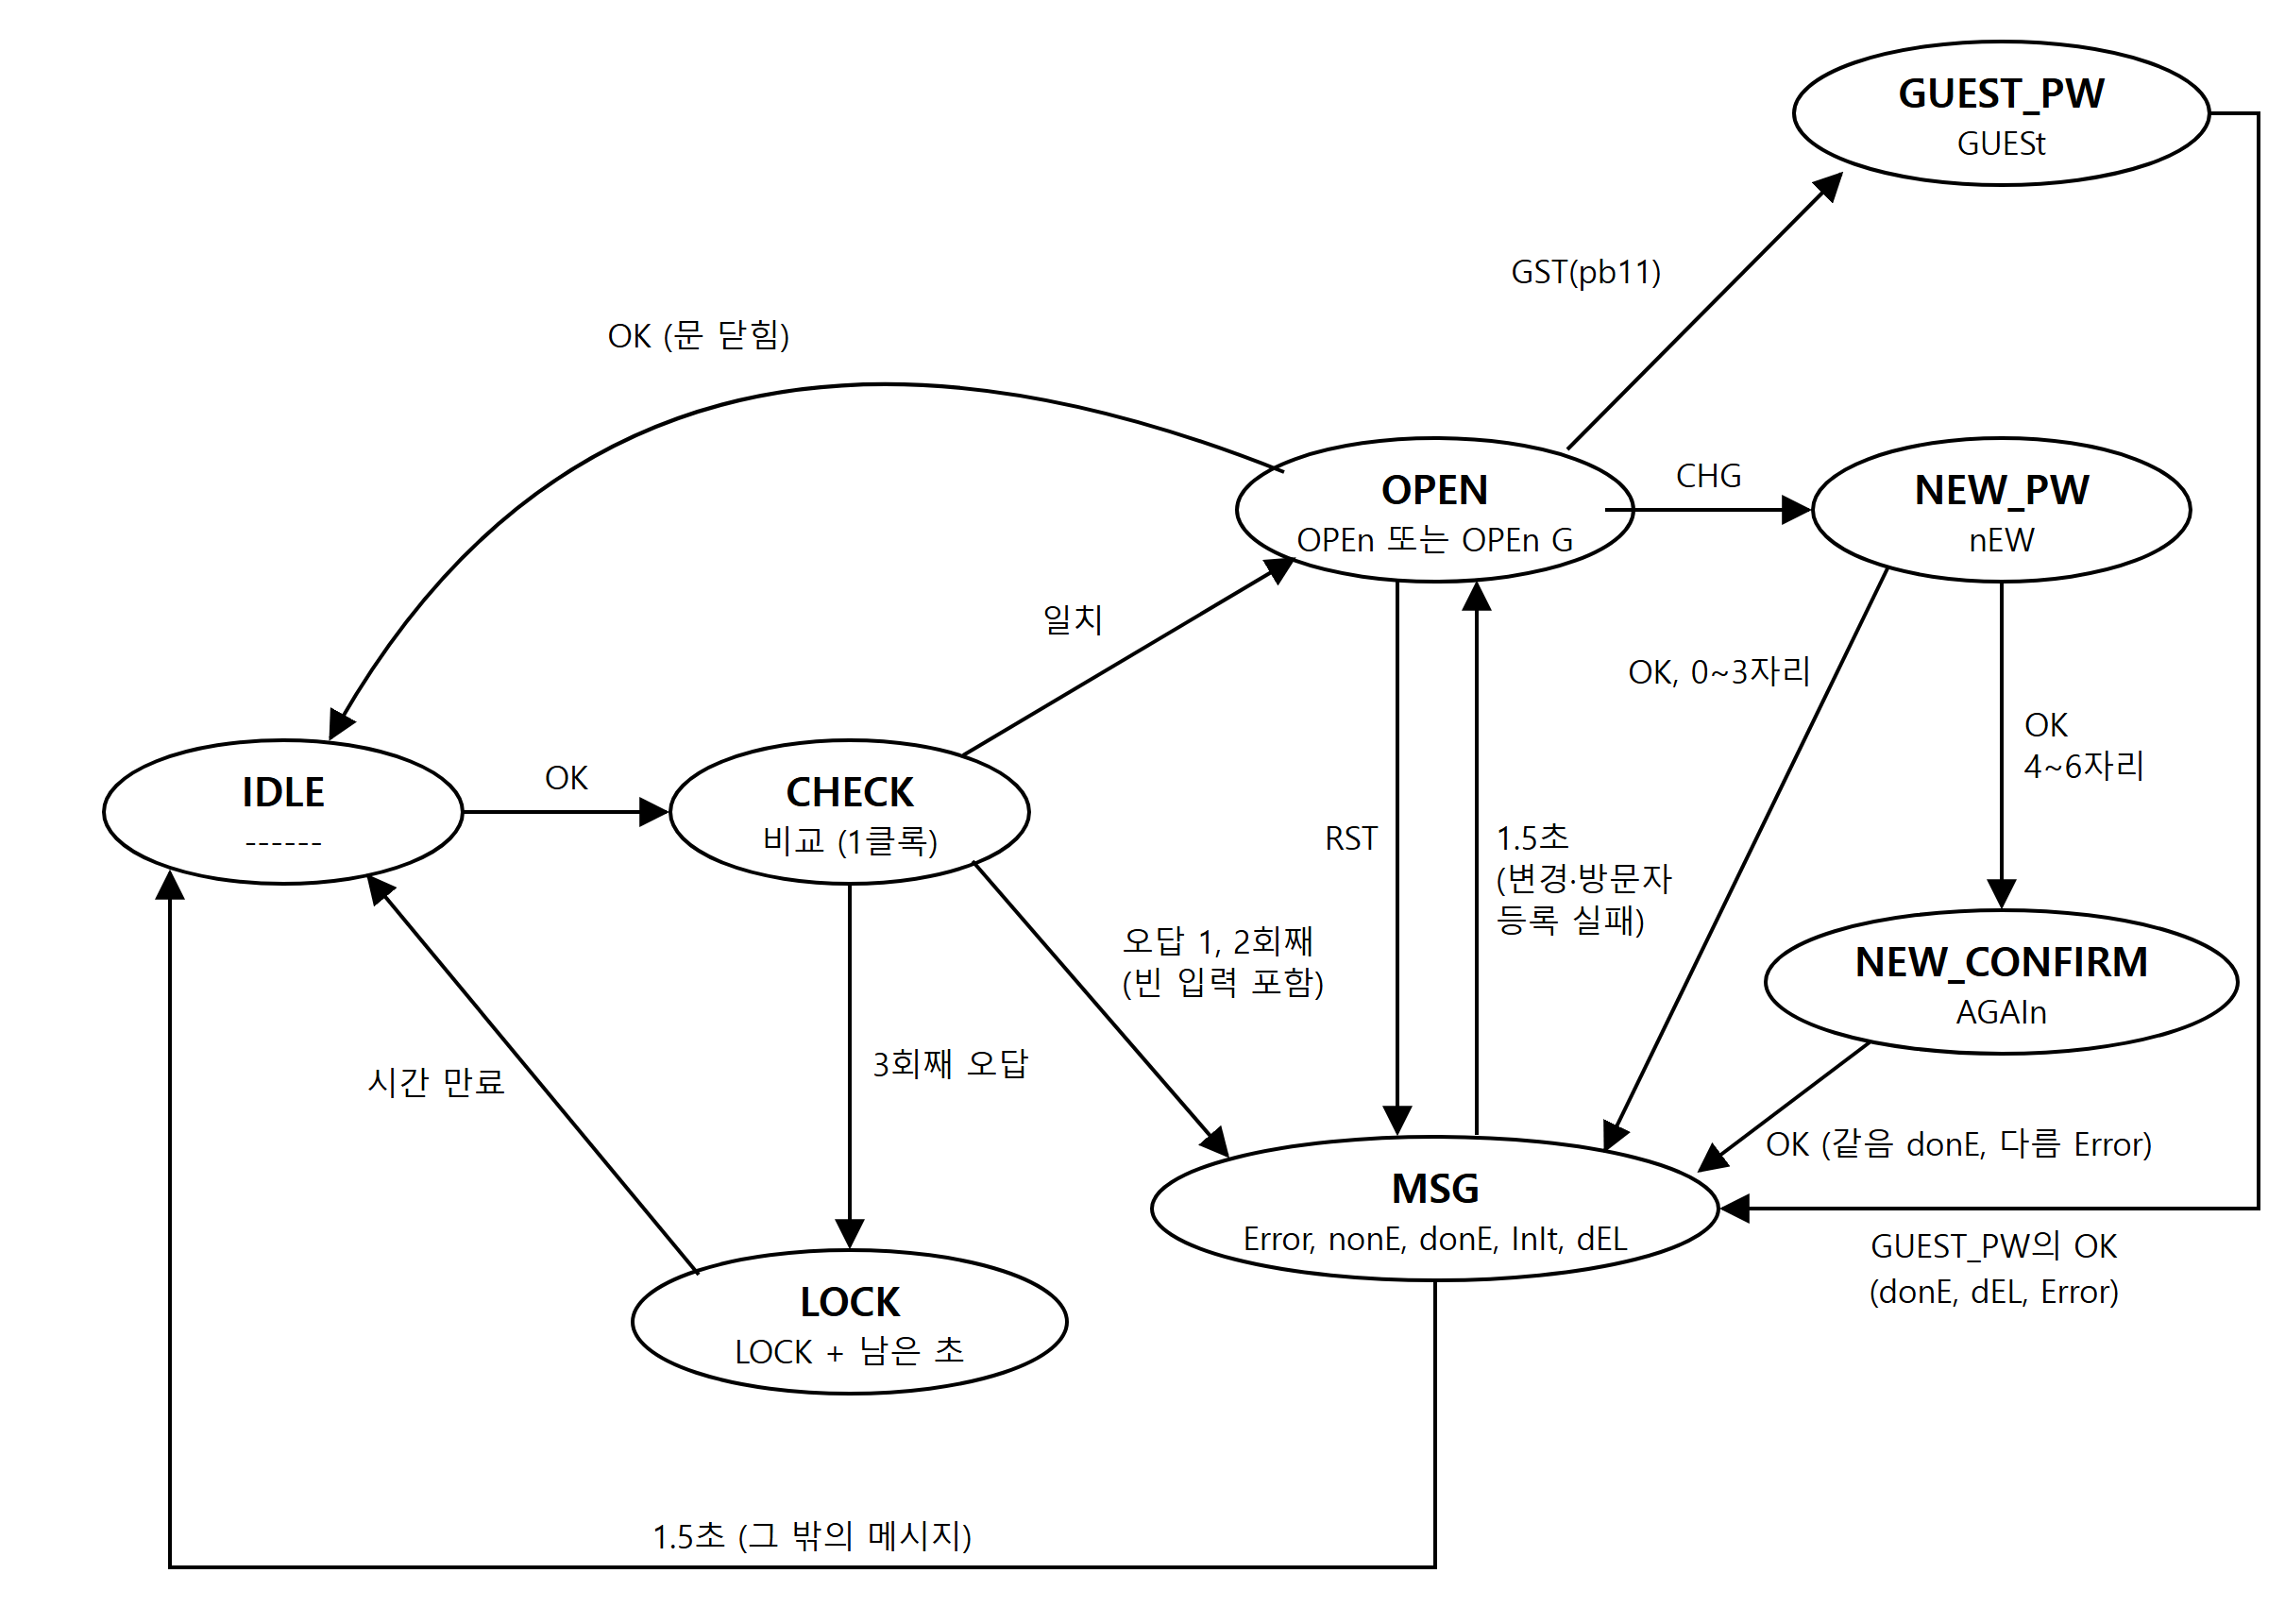 GUEST_PW
GUESt
GST(pb11)
OK (문 닫힘)
OPEN
OPEn 또는 OPEn G
CHG
NEW_PW
nEW
일치
OK, 0~3자리
OK
4~6자리
IDLE
------
OK
CHECK
비교 (1클록)
RST
1.5초
(변경·방문자
등록 실패)
오답 1, 2회째
(빈 입력 포함)
NEW_CONFIRM
AGAIn
시간 만료
3회째 오답
OK (같음 donE, 다름 Error)
MSG
Error, nonE, donE, InIt, dEL
GUEST_PW의 OK
(donE, dEL, Error)
LOCK
LOCK + 남은 초
1.5초 (그 밖의 메시지)